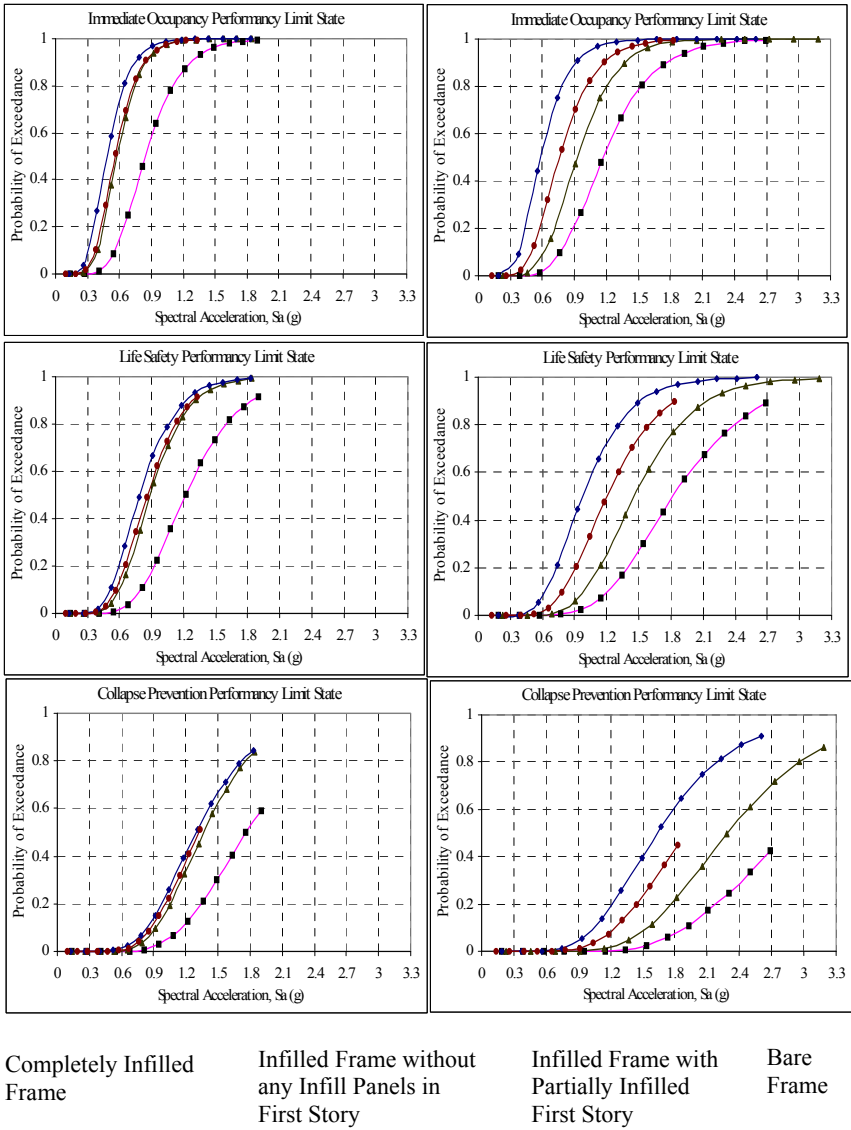 Immediate Occupancy Performancy Limit State
1
0.8
0.6
0.4
0.2
0
Probability of Exceedance
0 0.3 0.6 0.9 1.2 1.5 1.8 2.1 2.4 2.7 3 3.3
Spectral Acceleration, Sa (g)
Immediate Occupancy Performancy Limit State
1
0.8
0.6
0.4
0.2
0
Probability of Exceedance
0 0.3 0.6 0.9 1.2 1.5 1.8 2.1 2.4 2.7 3 3.3
Spectral Acceleration, Sa (g)
Life Safety Performancy Limit State
1
0.8
0.6
0.4
0.2
0
Probability of Exceedance
0 0.3 0.6 0.9 1.2 1.5 1.8 2.1 2.4 2.7 3 3.3
Spectral Acceleration, Sa (g)
Life Safety Performancy Limit State
1
0.8
0.6
0.4
0.2
0
Probability of Exceedance
0 0.3 0.6 0.9 1.2 1.5 1.8 2.1 2.4 2.7 3 3.3
Spectral Acceleration, Sa (g)
Collapse Prevention Performancy Limit State
1
0.8
0.6
0.4
0.2
0
Probability of Exceedance
0 0.3 0.6 0.9 1.2 1.5 1.8 2.1 2.4 2.7 3 3.3
Spectral Acceleration, Sa (g)
Collapse Prevention Performancy Limit State
1
0.8
0.6
0.4
0.2
0
Probability of Exceedance
0 0.3 0.6 0.9 1.2 1.5 1.8 2.1 2.4 2.7 3 3.3
Spectral Acceleration, Sa (g)
Completely Infilled
Frame
Infilled Frame without
any Infill Panels in
First Story
Infilled Frame with
Partially Infilled
First Story
Bare
Frame